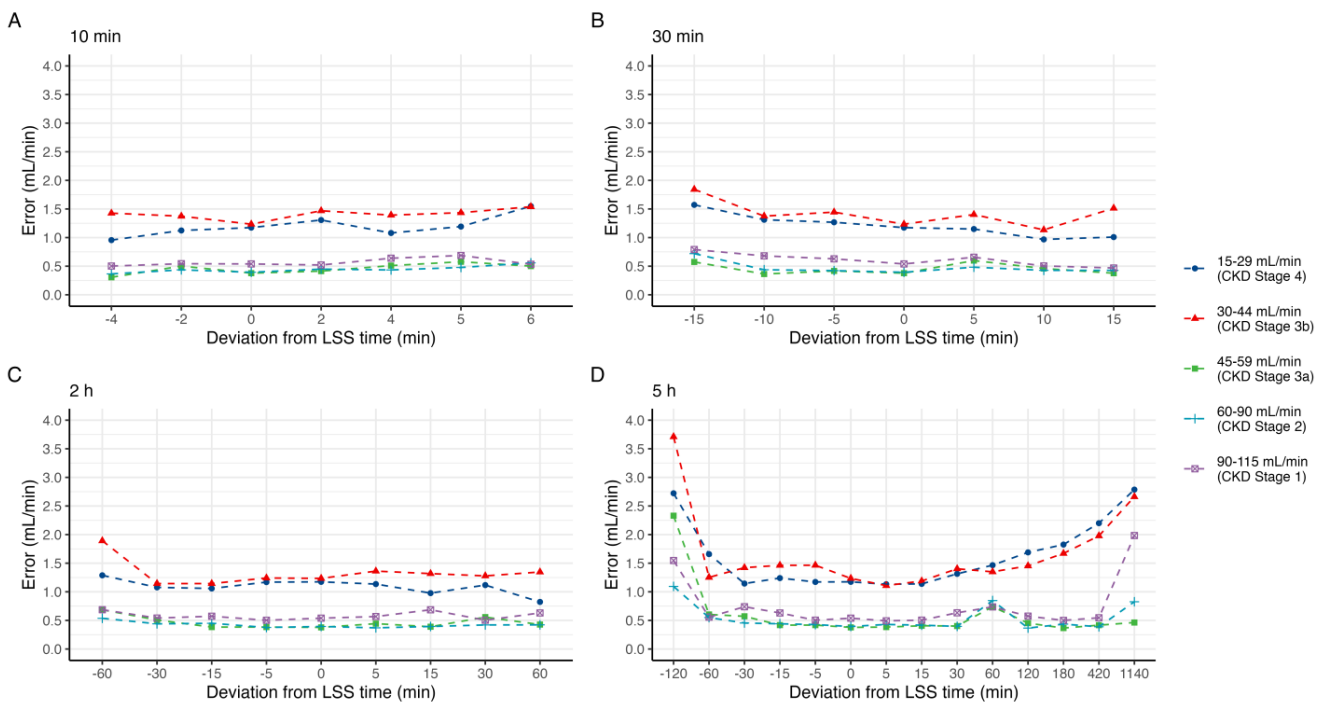 A
10 min
4.0
3.5
3.0
2.5
2.0
1.5
1.0
0.5
0.0
Error (mL/min)
-4 -2 0 2 4 5 6
Deviation from LSS time (min)
B
30 min
4.0
3.5
3.0
2.5
2.0
1.5
1.0
0.5
0.0
Error (mL/min)
-15 -10 -5 0 5 10 15
Deviation from LSS time (min)
C
2 h
4.0
3.5
3.0
2.5
2.0
1.5
1.0
0.5
0.0
Error (mL/min)
-60 -30 -15 -5 0 5 15 30 60
Deviation from LSS time (min)
D
5 h
4.0
3.5
3.0
2.5
2.0
1.5
1.0
0.5
0.0
Error (mL/min)
-120 -60 -30 -15 -5 0 5 15 30 60 120 180 420 1140
Deviation from LSS time (min)
15-29 mL/min
(CKD Stage 4)
30-44 mL/min
(CKD Stage 3b)
45-59 mL/min
(CKD Stage 3a)
60-90 mL/min
(CKD Stage 2)
90-115 mL/min
(CKD Stage 1)